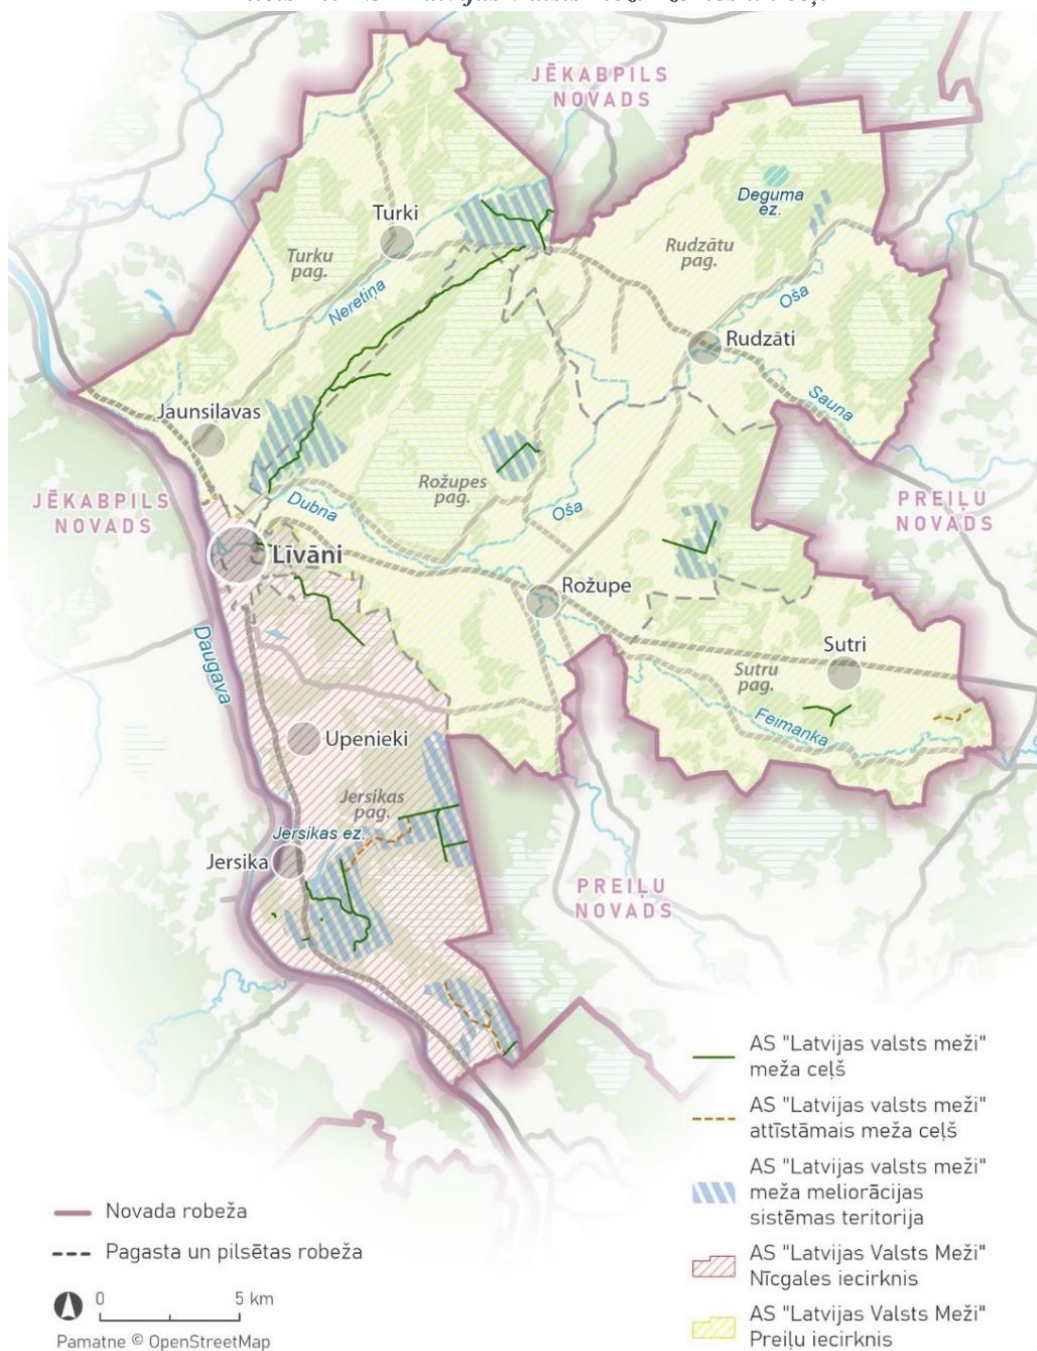 JĒKABPILS
NOVADS
Turki
Deguma
ez.
Turku
pag.
Rudzātu
pag.
Neretiņa
Oša
Rudzāti
Sauna
Jaunsilavas
Rožupes
pag.
JĒKABPILS
NOVADS
Dubna
Oša
PREIĻU
NOVADS
Līvāni
Rožupe
Daugava
Sutri
Sutru
pag.
Feimanka
Upenieki
Jersikas
pag.
Jersikas ez.
Jersika
PREIĻU
NOVADS
AS "Latvijas valsts meži"
meža ceļš
AS "Latvijas valsts meži"
attīstāmais meža ceļš
AS "Latvijas valsts meži"
meža meliorācijas
sistēmas teritorija
AS "Latvijas Valsts Meži"
Nīcgales iecirknis
AS "Latvijas Valsts Meži"
Preiļu iecirknis
Novada robeža
Pagasta un pilsētas robeža
0 5 km
Pamatne © OpenStreetMap